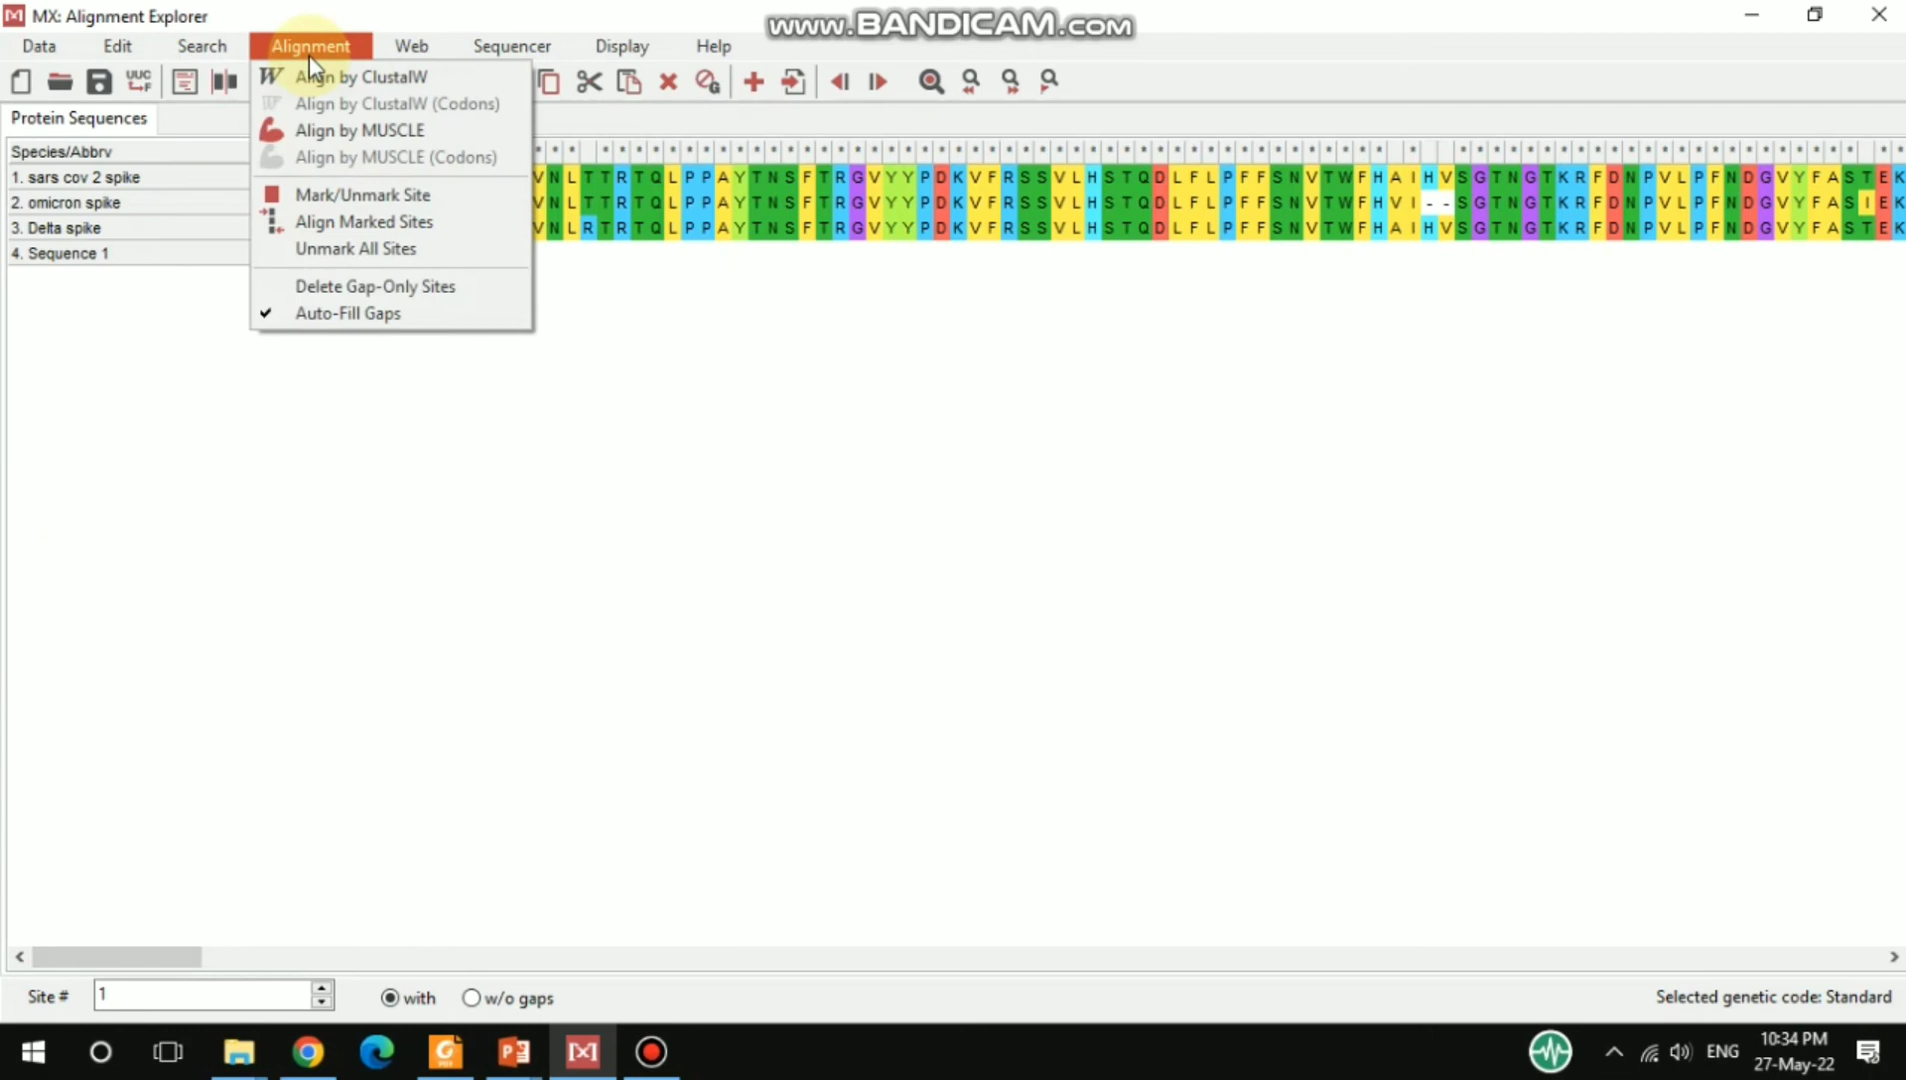 MX: Alignment Explorer
www.BANDICAM.com
Data Edit Search Alignment Web Sequencer Display Help
UUC
F
Align by ClustalW
Align by ClustalW (Codons)
Align by MUSCLE
Align by MUSCLE (Codons)
Mark/Unmark Site
Align Marked Sites
Unmark All Sites
Delete Gap-Only Sites
Auto-Fill Gaps
Protein Sequences
Species/Abbrv
1. sars cov 2 spike V N L T T R T Q L P P A Y T N S F T R G V Y Y P D K V F R S S V L H S T Q D L F L P F F S N V T W F H A I H V S G T N G T K R F D N P V L P F N D G V Y F A S T E K
2. omicron spike V N L T T R T Q L P P A Y T N S F T R G V Y Y P D K V F R S S V L H S T Q D L F L P F F S N V T W F H V I - - S G T N G T K R F D N P V L P F N D G V Y F A S I E K
3. Delta spike V N L R T R T Q L P P A Y T N S F T R G V Y Y P D K V F R S S V L H S T Q D L F L P F F S N V T W F H A I H V S G T N G T K R F D N P V L P F N D G V Y F A S T E K
4. Sequence 1
Site # 1 with w/o gaps Selected genetic code: Standard
ENG 10:34 PM
27-May-22